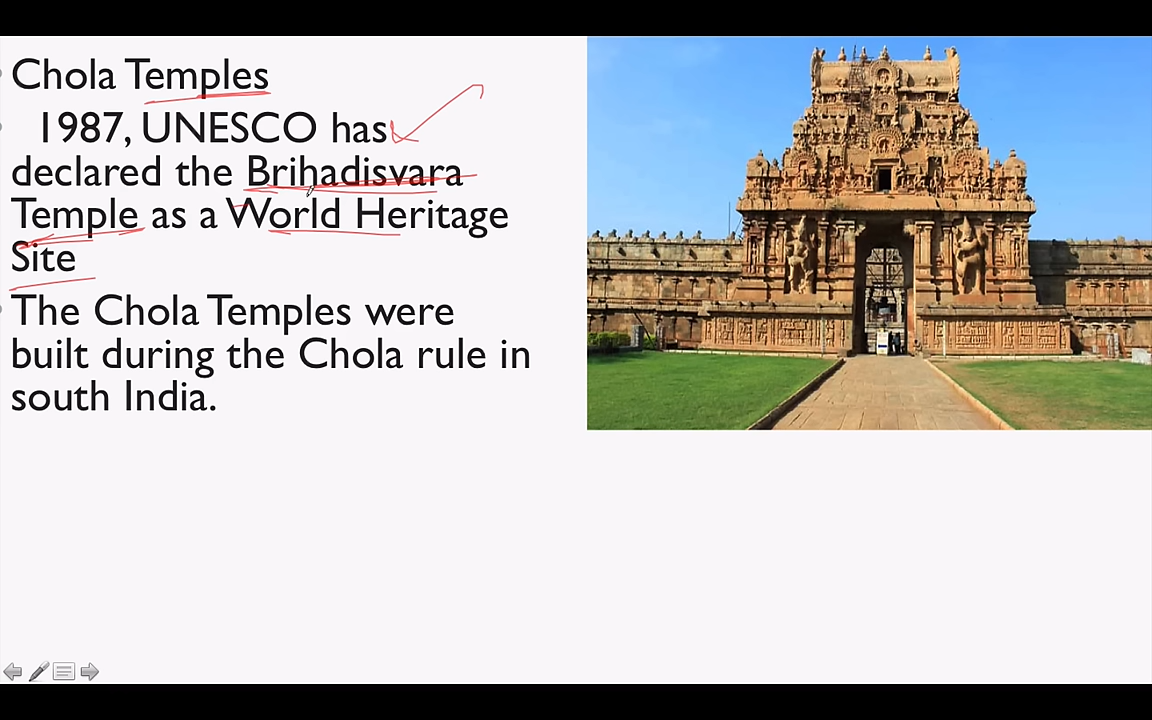 Chola Temples
1987, UNESCO has
declared the Brihadisvara
Temple as a World Heritage
Site
The Chola Temples were
built during the Chola rule in
south India.